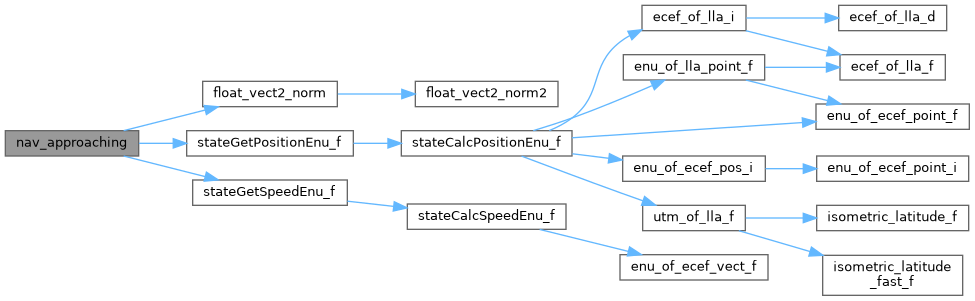 nav_approaching
float_vect2_norm
float_vect2_norm2
stateGetPositionEnu_f
stateCalcPositionEnu_f
ecef_of_lla_i
ecef_of_lla_d
ecef_of_lla_f
enu_of_lla_point_f
enu_of_ecef_point_f
enu_of_ecef_pos_i
enu_of_ecef_point_i
utm_of_lla_f
isometric_latitude_f
isometric_latitude
_fast_f
stateGetSpeedEnu_f
stateCalcSpeedEnu_f
enu_of_ecef_vect_f